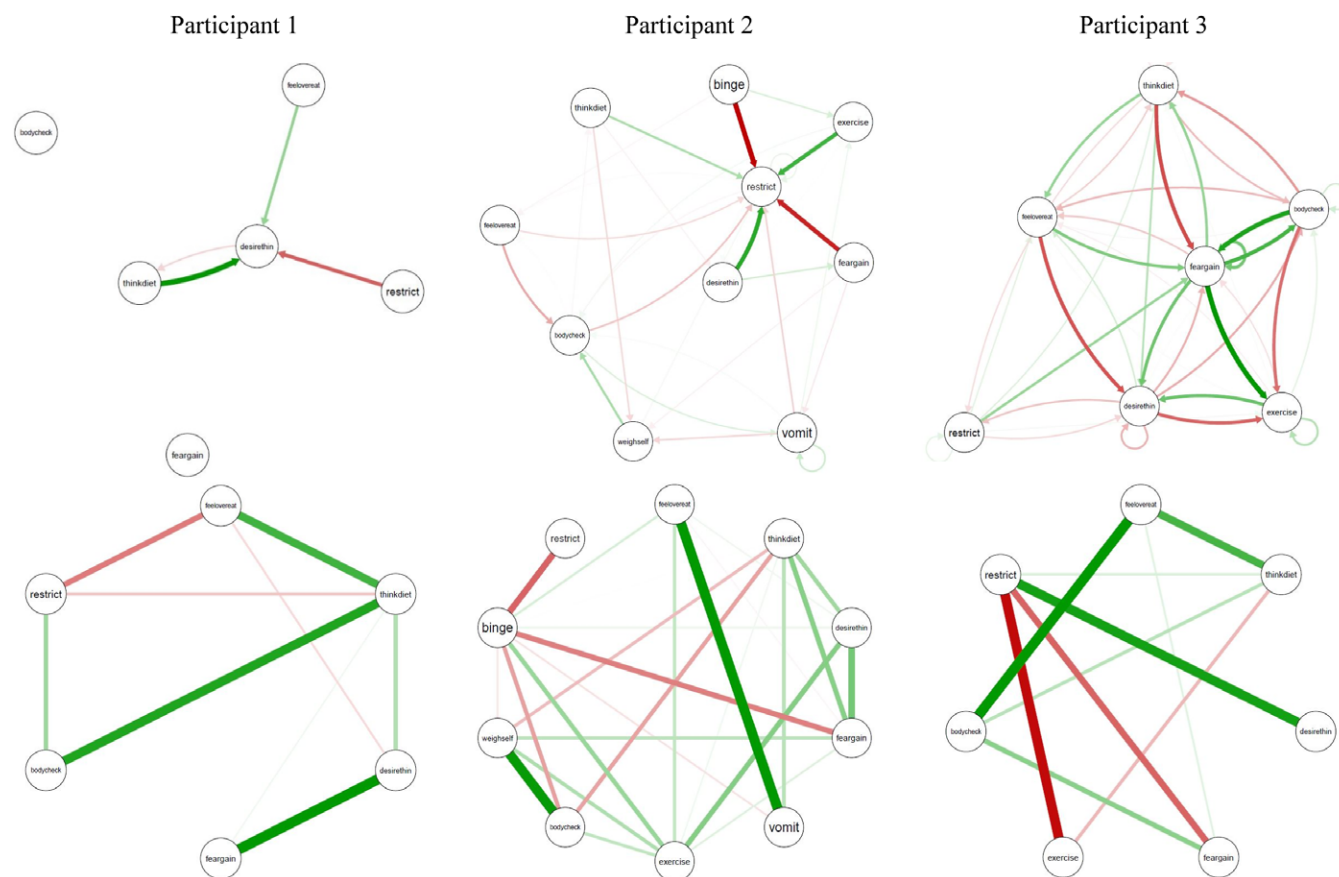 Participant 1
Participant 2
Participant 3
feelovereat
bodycheck
desirethin
thinkdiet
restrict
feargain
binge
thinkdiet
exercise
restrict
feelovereat
feargain
desirethin
bodycheck
weighself
vomit
thinkdiet
feelovereat
bodycheck
feargain
desirethin
exercise
restrict
feelovereat
restrict
thinkdiet
bodycheck
desirethin
feargain
feelovereat
restrict
thinkdiet
binge
desirethin
weighself
feargain
bodycheck
vomit
exercise
feelovereat
restrict
thinkdiet
bodycheck
desirethin
exercise
feargain